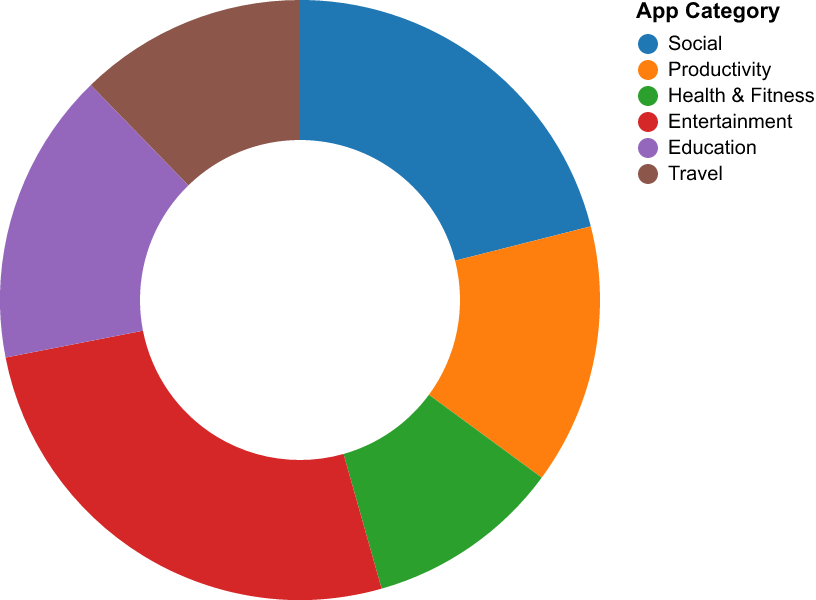 App Category
Social
Productivity
Health & Fitness
Entertainment
Education
Travel